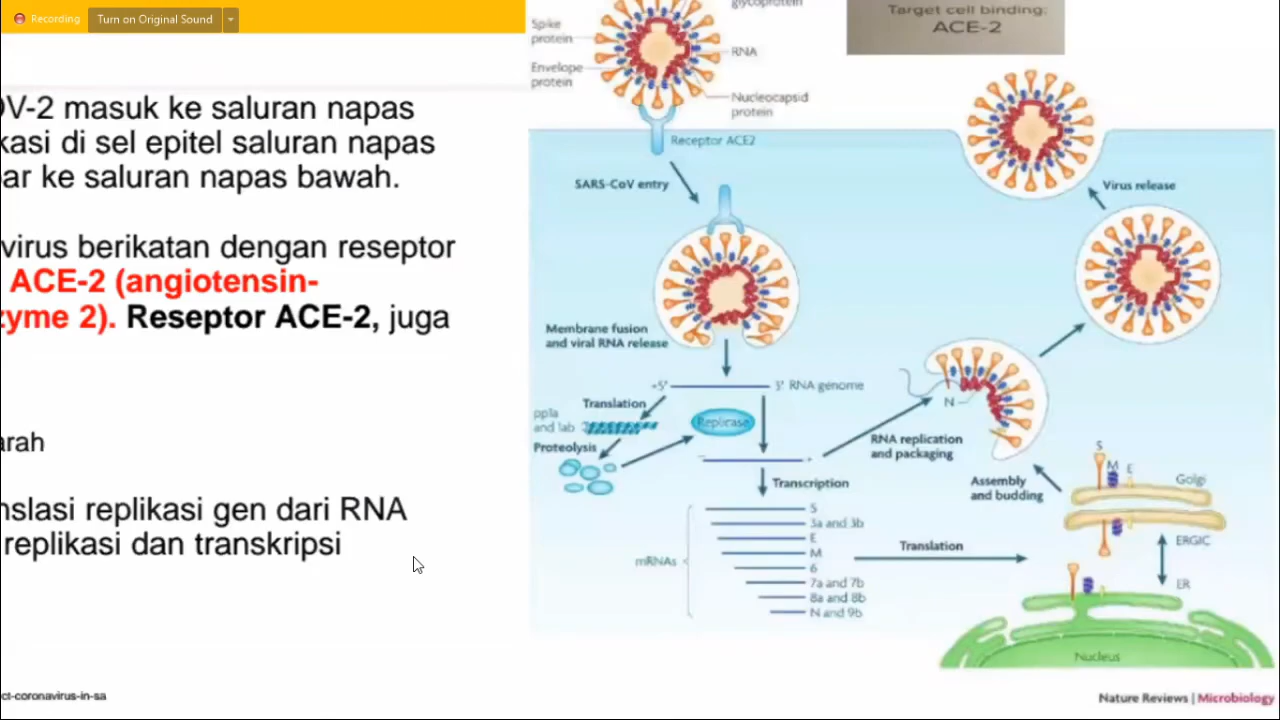 Recording
Turn on Original Sound
OV-2 masuk ke saluran napas
kasi di sel epitel saluran napas
ar ke saluran napas bawah.
virus berikatan dengan reseptor
ACE-2 (angiotensin-
zyme 2). Reseptor ACE-2, juga
arah
nslasi replikasi gen dari RNA
replikasi dan transkripsi
ct-coronavirus-in-sa
glycoprotein
Spike
protein
RNA
Envelope
protein
Nucleocapsid
protein
Receptor ACE2
Target cell binding:
ACE-2
SARS-CoV entry
Virus release
Membrane fusion
and viral RNA release
+5'
3' RNA genome
Translation
pp1a
and 1ab
Replicase
Proteolysis
−
+
RNA replication
and packaging
N
Transcription
Assembly
and budding
mRNAs
S
3a and 3b
E
M
6
7a and 7b
8a and 8b
N and 9b
Translation
S
M
E
Golgi
ERGIC
ER
Nucleus
Nature Reviews | Microbiology